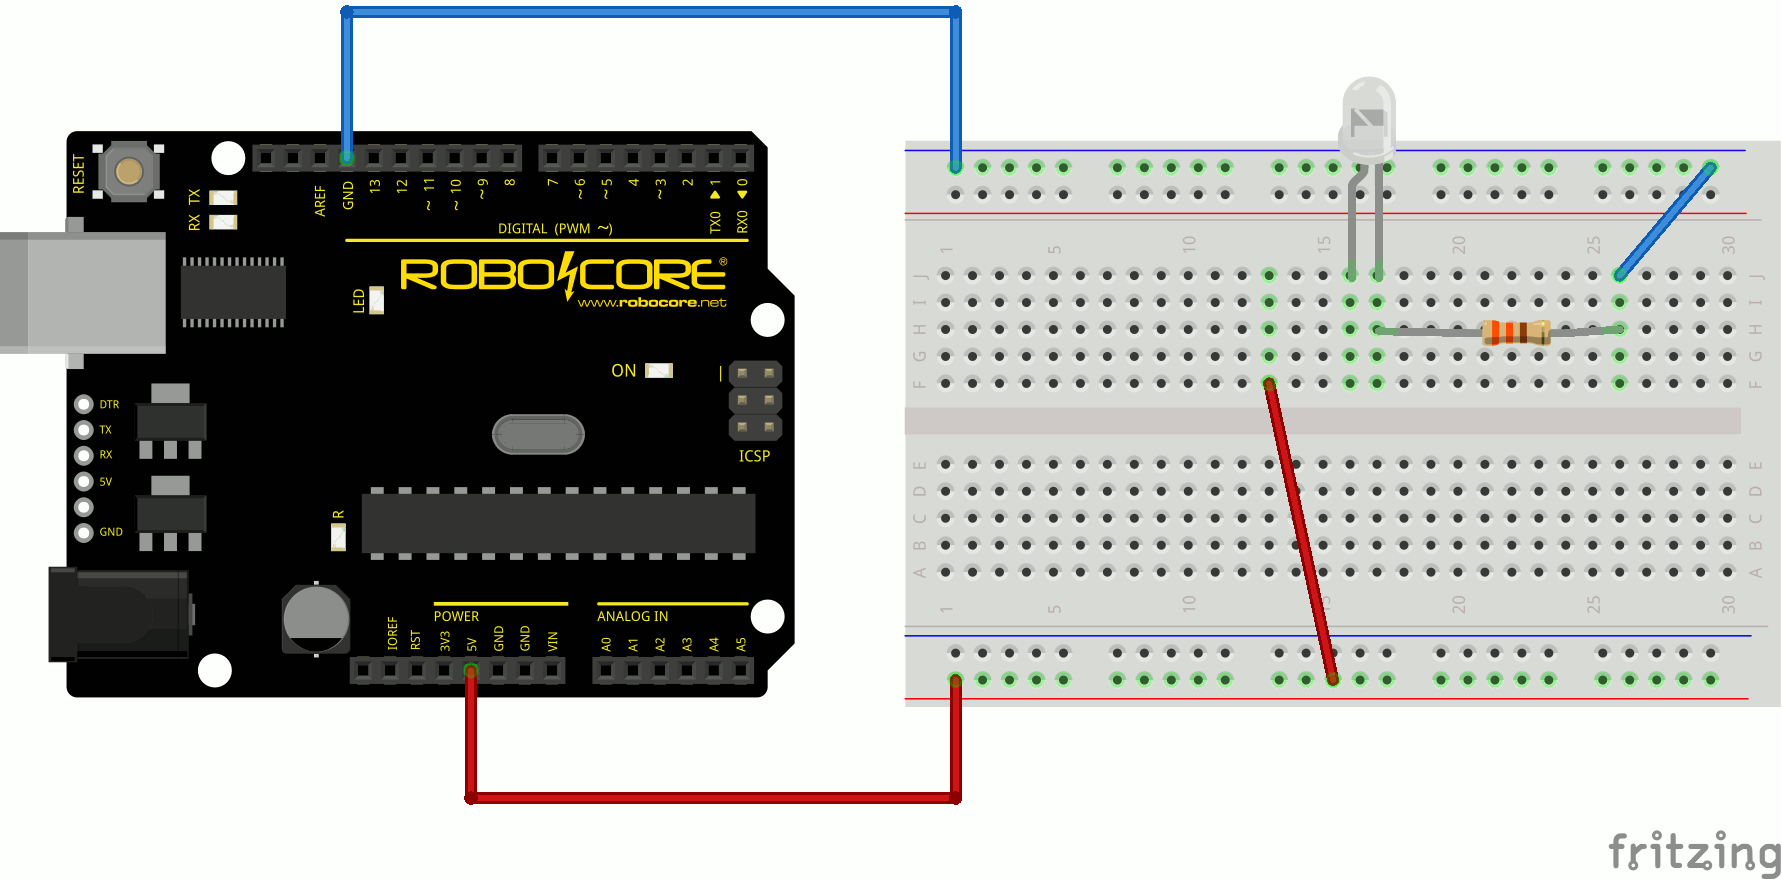 RESET
TX
RX
AREF
GND
13
12
~11
~10
~9
8
7
~6
~5
4
~3
2
TX0 ▶ 1
RX0 ◀ 0
DIGITAL (PWM ~)
ROBOCORE®
www.robocore.net
LED
ON
ICSP
DTR
TX
RX
5V
GND
R
POWER
ANALOG IN
IOREF
RST
3V3
5V
GND
GND
VIN
A0
A1
A2
A3
A4
A5
1 5 10 15 20 25 30
J J
I I
H H
G G
F F
E E
D D
C C
B B
A A
1 5 10 15 20 25 30
fritzing